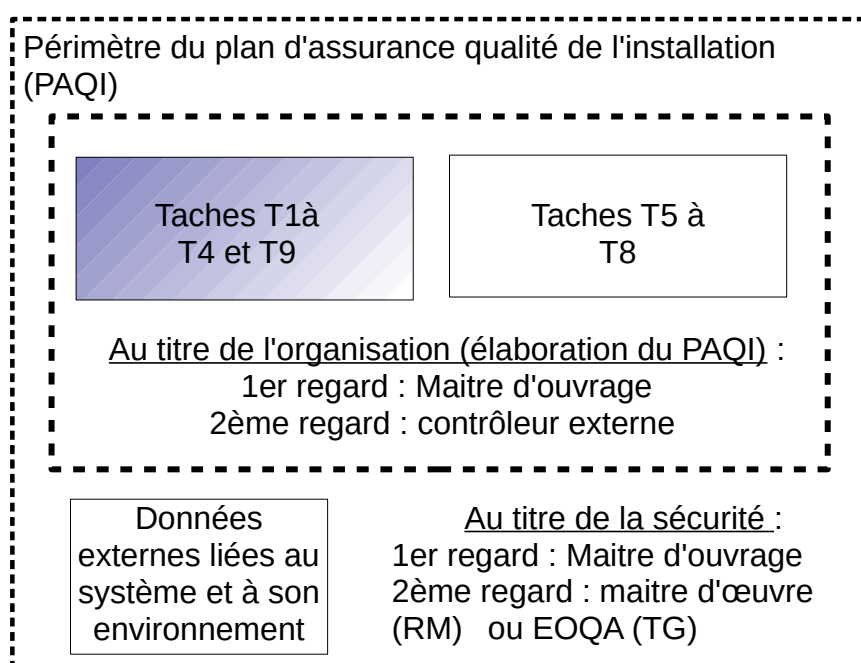 Périmètre du plan d'assurance qualité de l'installation
(PAQI)
Taches T1à
T4 et T9
Taches T5 à
T8
Au titre de l'organisation (élaboration du PAQI) :
1er regard : Maitre d'ouvrage
2ème regard : contrôleur externe
Données
externes liées au
système et à son
environnement
Au titre de la sécurité :
1er regard : Maitre d'ouvrage
2ème regard : maitre d'œuvre
(RM) ou EOQA (TG)